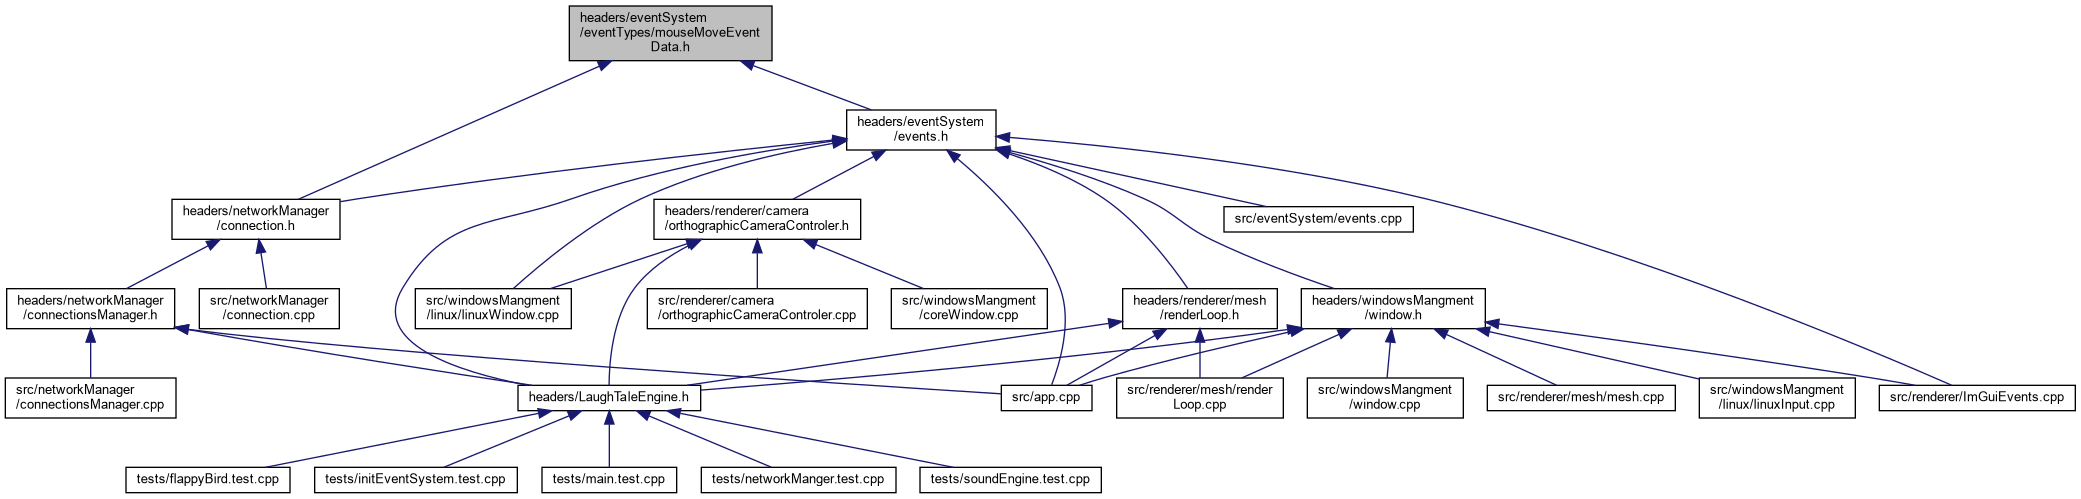 headers/eventSystem
/eventTypes/mouseMoveEvent
Data.h
headers/eventSystem
/events.h
headers/networkManager
/connection.h
headers/renderer/camera
/orthographicCameraControler.h
src/eventSystem/events.cpp
headers/networkManager
/connectionsManager.h
src/networkManager
/connection.cpp
src/windowsMangment
/linux/linuxWindow.cpp
src/renderer/camera
/orthographicCameraControler.cpp
src/windowsMangment
/coreWindow.cpp
headers/renderer/mesh
/renderLoop.h
headers/windowsMangment
/window.h
src/networkManager
/connectionsManager.cpp
headers/LaughTaleEngine.h
src/app.cpp
src/renderer/mesh/render
Loop.cpp
src/windowsMangment
/window.cpp
src/renderer/mesh/mesh.cpp
src/windowsMangment
/linux/linuxInput.cpp
src/renderer/ImGuiEvents.cpp
tests/flappyBird.test.cpp
tests/initEventSystem.test.cpp
tests/main.test.cpp
tests/networkManger.test.cpp
tests/soundEngine.test.cpp